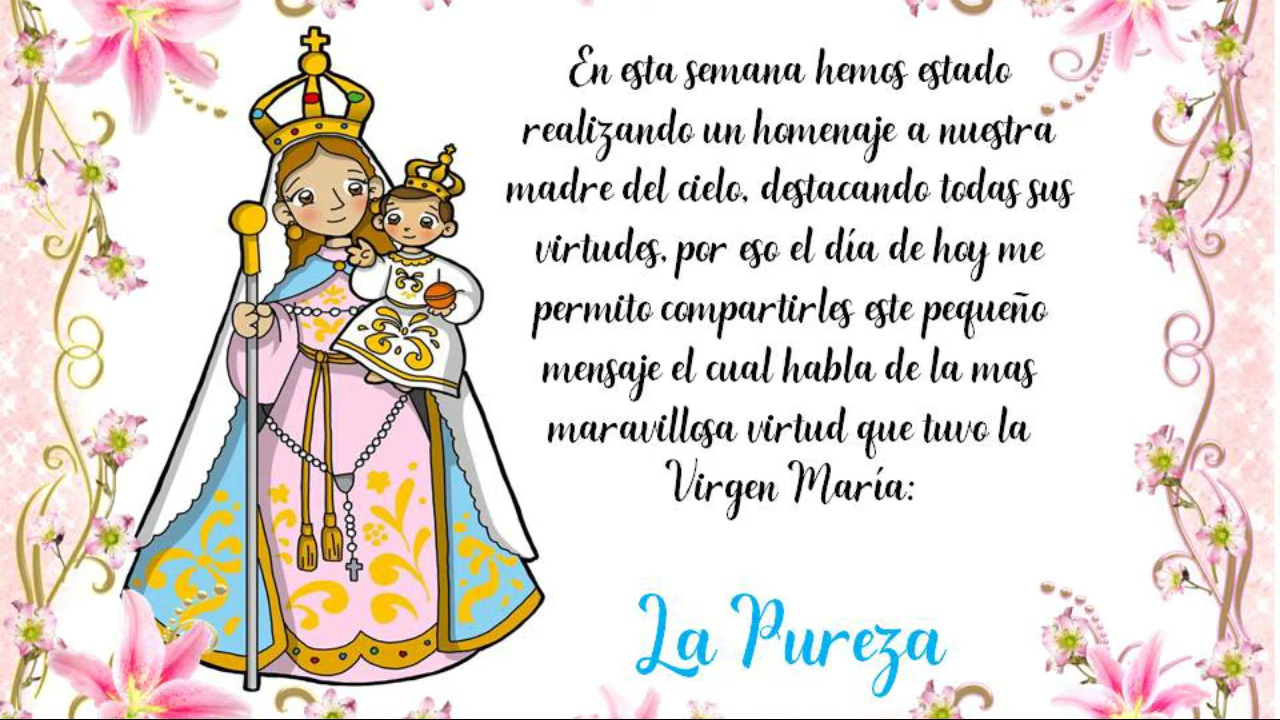 En esta semana hemos estado
realizando un homenaje a nuestra
madre del cielo, destacando todas sus
virtudes, por eso el día de hoy me
permito compartirles este pequeño
mensaje el cual habla de la mas
maravillosa virtud que tuvo la
Virgen María:
La Pureza